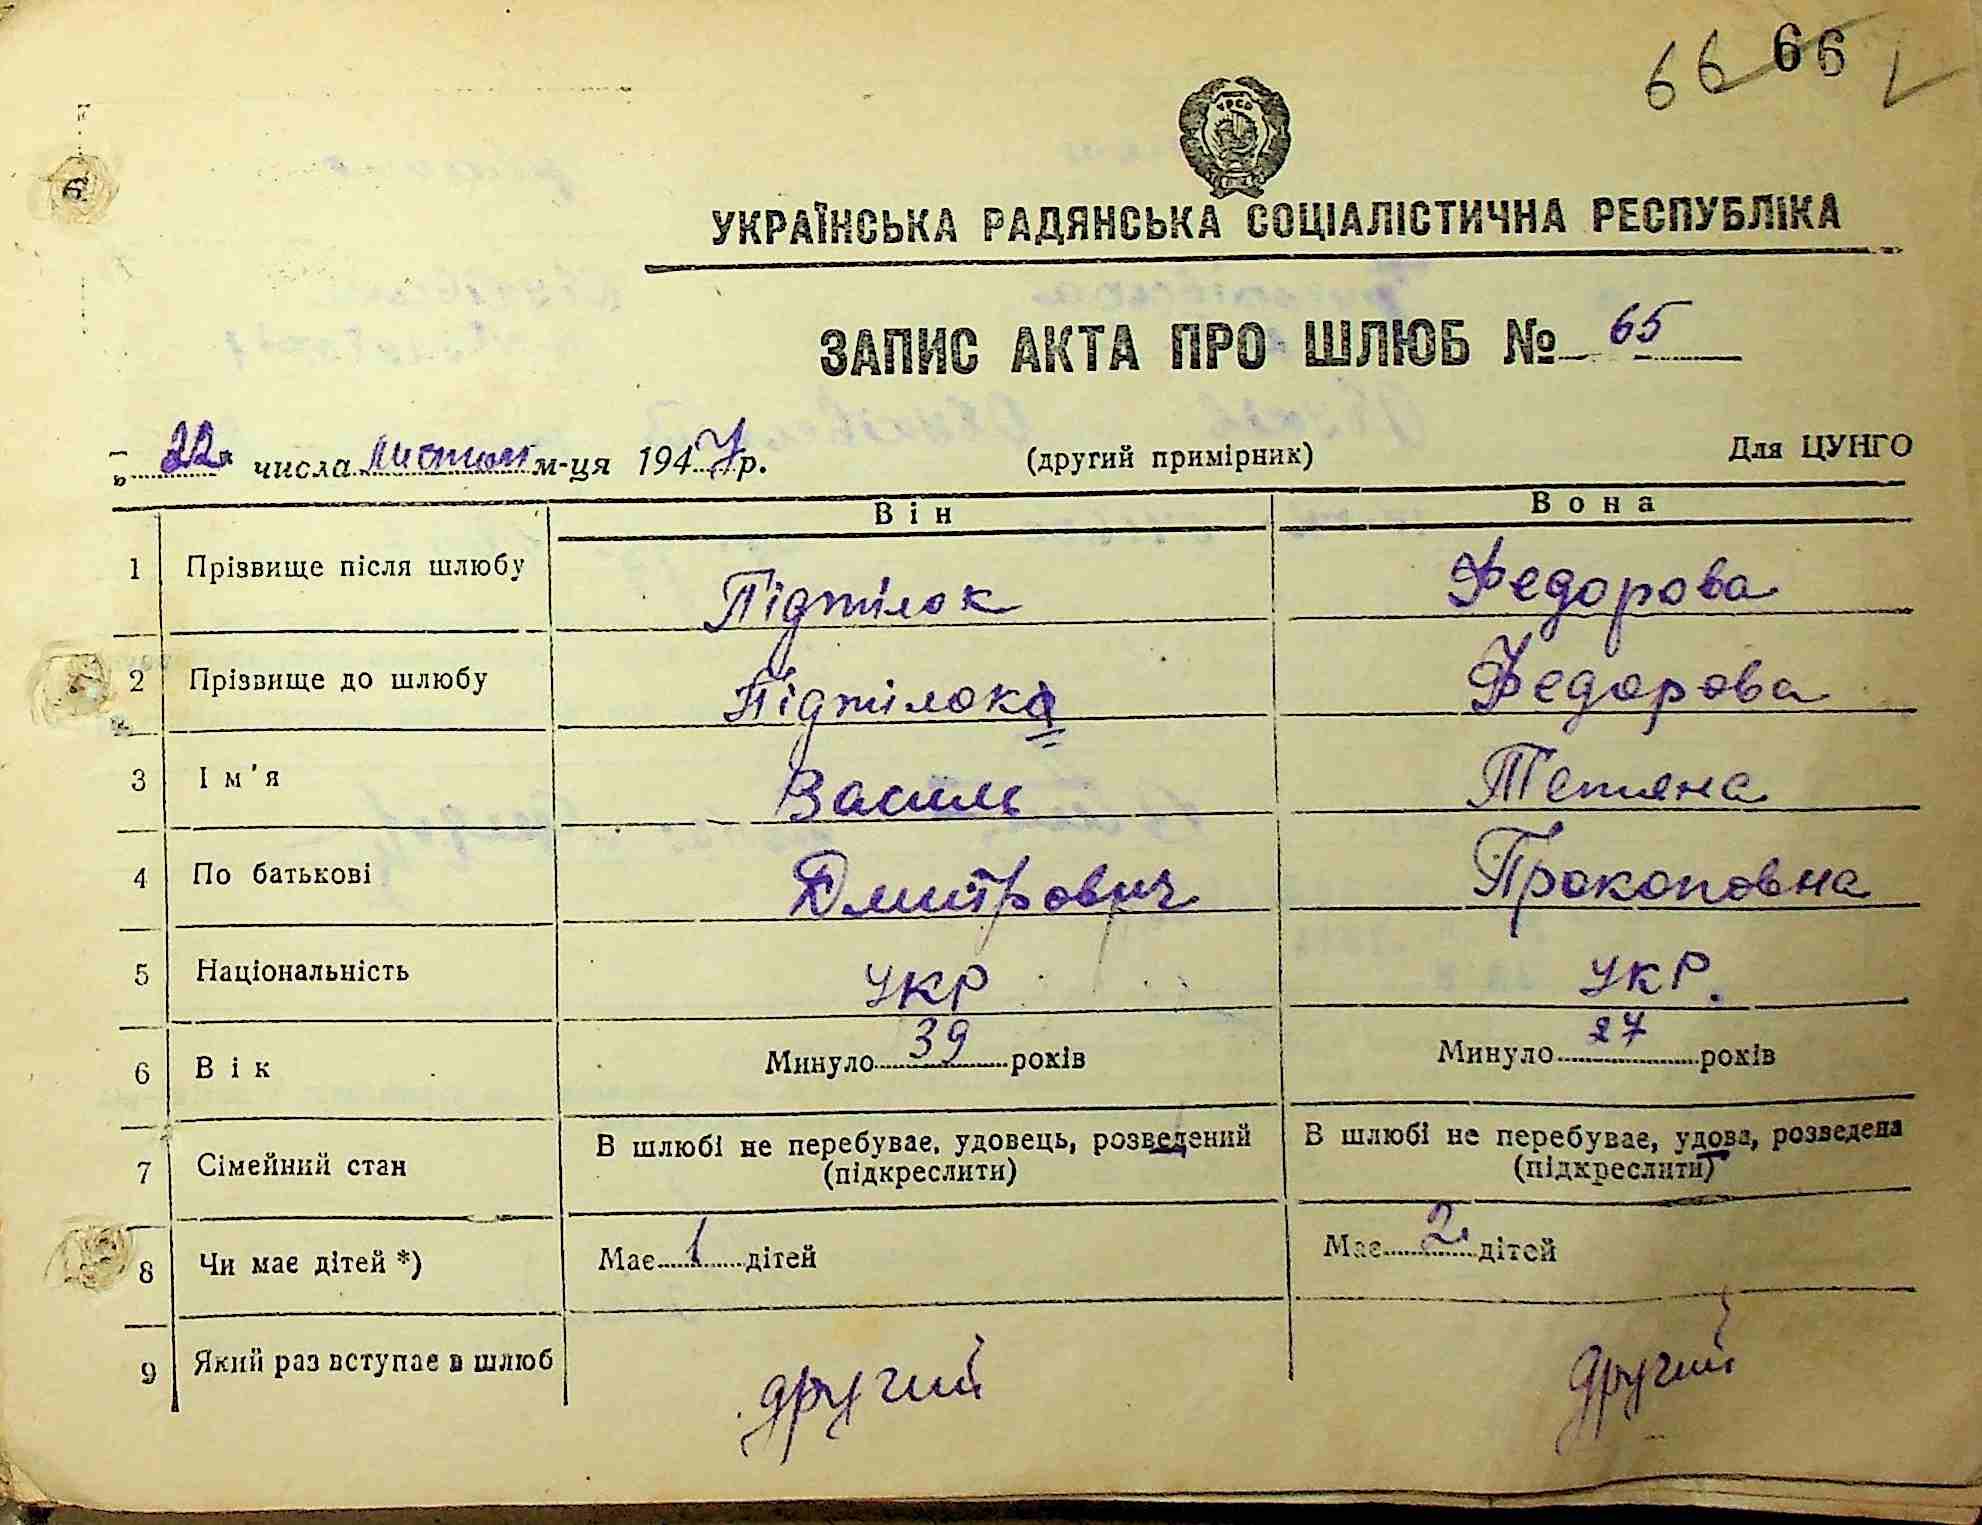 66 66
УКРАЇНСЬКА РАДЯНСЬКА СОЦІАЛІСТИЧНА РЕСПУБЛІКА
ЗАПИС АКТА ПРО ШЛЮБ № 65
22 числа листопа м-ця 1947 р. (другий примірник) Для ЦУНГО
Він Вона
1 Прізвище після шлюбу Підтілок Федорова
2 Прізвище до шлюбу Підтілок Федорова
3 Ім'я Василь Тетяна
4 По батькові Дмитрович Прокоповна
5 Національність УКР УКР.
6 Вік Минуло 39 років Минуло 27 років
7 Сімейний стан В шлюбі не перебуває, удовець, розведений (підкреслити) В шлюбі не перебуває, удова, розведена (підкреслити)
8 Чи має дітей *) Має 1 дітей Має 2 дітей
9 Який раз вступає в шлюб другий другий